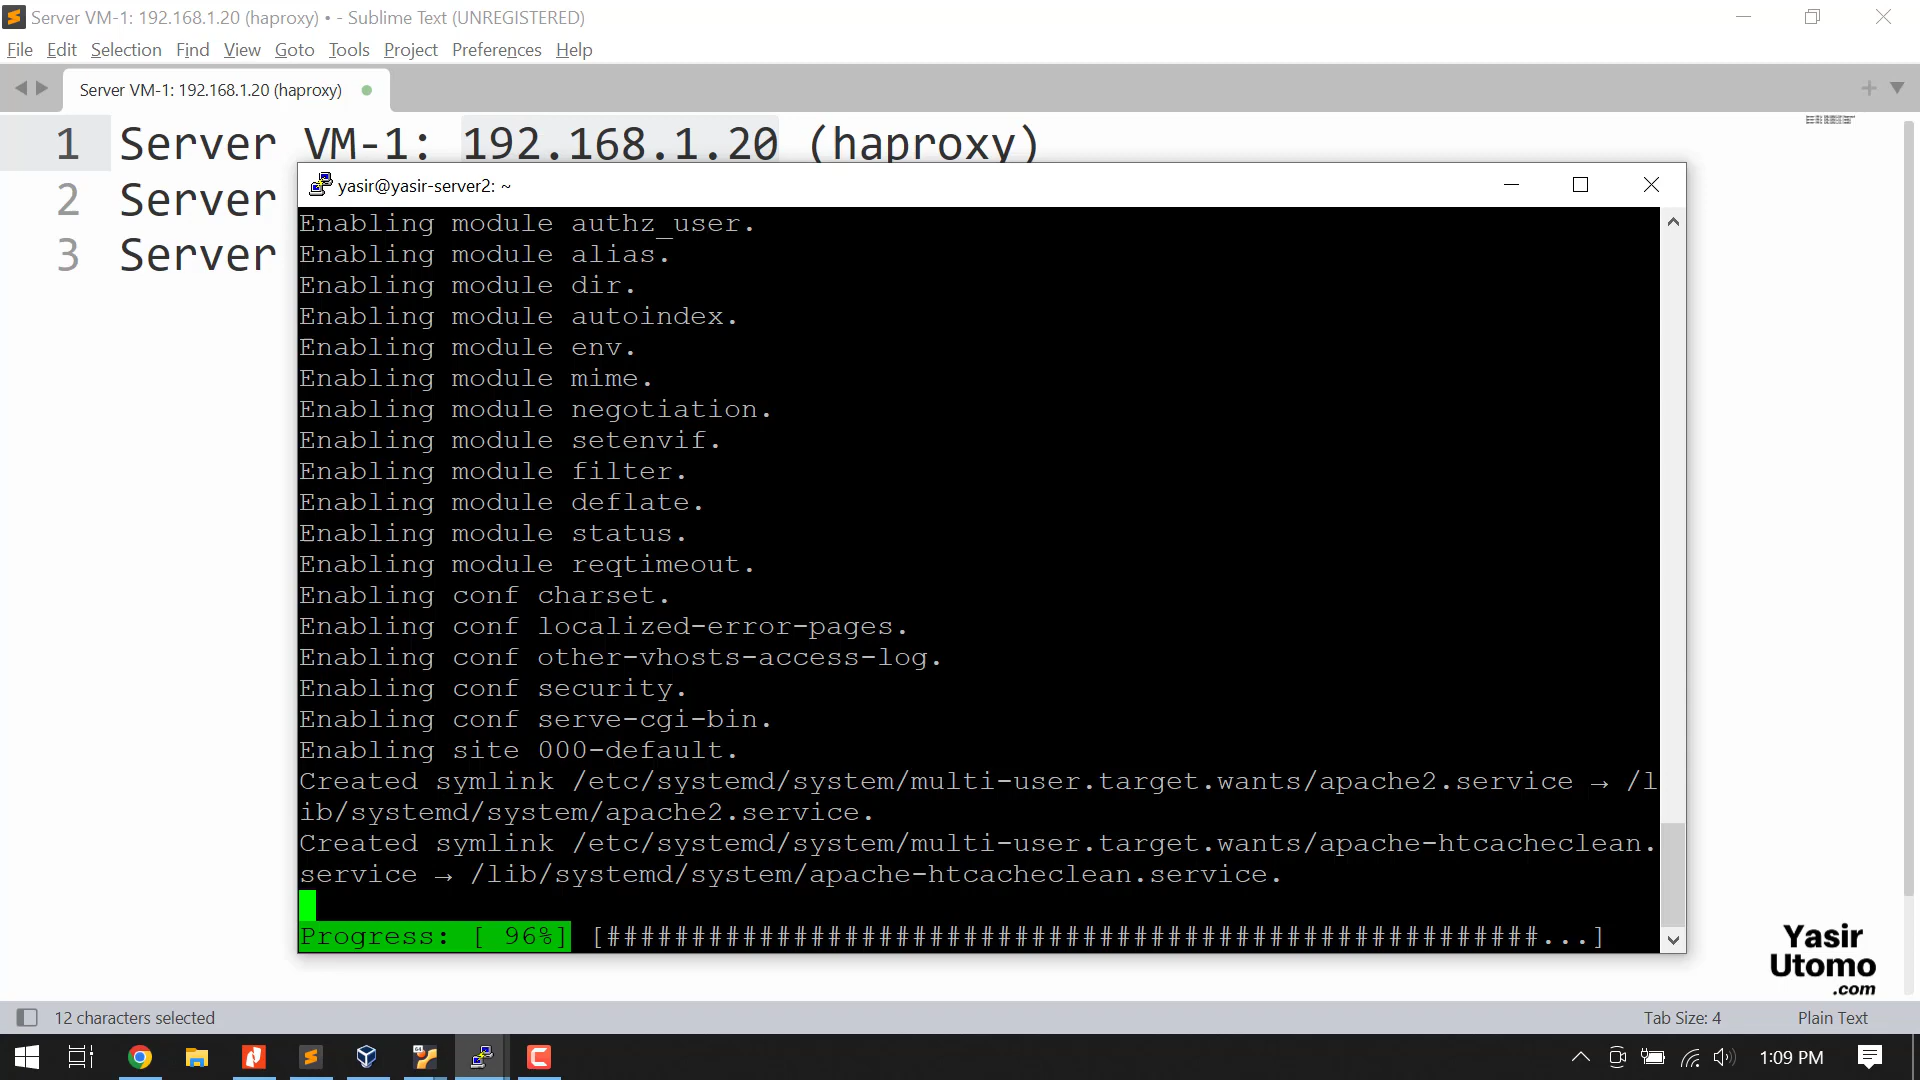 Server VM-1: 192.168.1.20 (haproxy) • - Sublime Text (UNREGISTERED)
File Edit Selection Find View Goto Tools Project Preferences Help
Server VM-1: 192.168.1.20 (haproxy)
1 Server VM-1: 192.168.1.20 (haproxy)
2 Server
3 Server
yasir@yasir-server2: ~
Enabling module authz_user.
Enabling module alias.
Enabling module dir.
Enabling module autoindex.
Enabling module env.
Enabling module mime.
Enabling module negotiation.
Enabling module setenvif.
Enabling module filter.
Enabling module deflate.
Enabling module status.
Enabling module reqtimeout.
Enabling conf charset.
Enabling conf localized-error-pages.
Enabling conf other-vhosts-access-log.
Enabling conf security.
Enabling conf serve-cgi-bin.
Enabling site 000-default.
Created symlink /etc/systemd/system/multi-user.target.wants/apache2.service → /l
ib/systemd/system/apache2.service.
Created symlink /etc/systemd/system/multi-user.target.wants/apache-htcacheclean.
service → /lib/systemd/system/apache-htcacheclean.service.
Progress: [ 96%] [#######################################################...]
Yasir
Utomo
.com
12 characters selected Tab Size: 4 Plain Text
1:09 PM